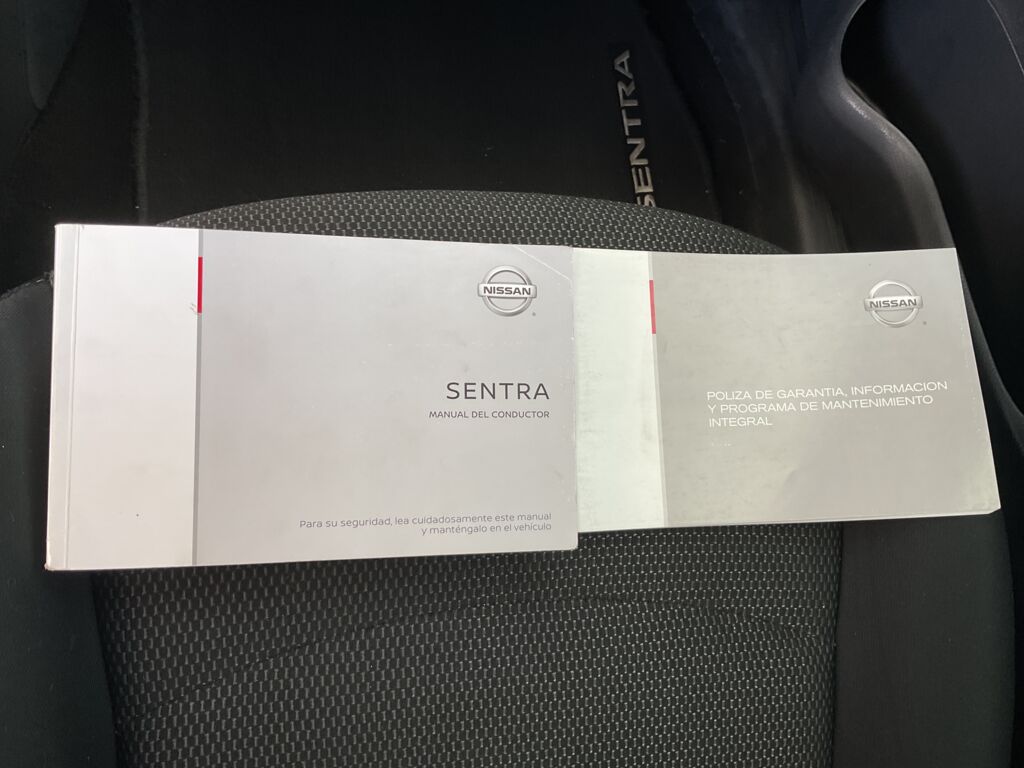 SENTRA
NISSAN
SENTRA
MANUAL DEL CONDUCTOR
Para su seguridad, lea cuidadosamente este manual
y manténgalo en el vehículo
NISSAN
POLIZA DE GARANTIA, INFORMACION
Y PROGRAMA DE MANTENIMIENTO
INTEGRAL